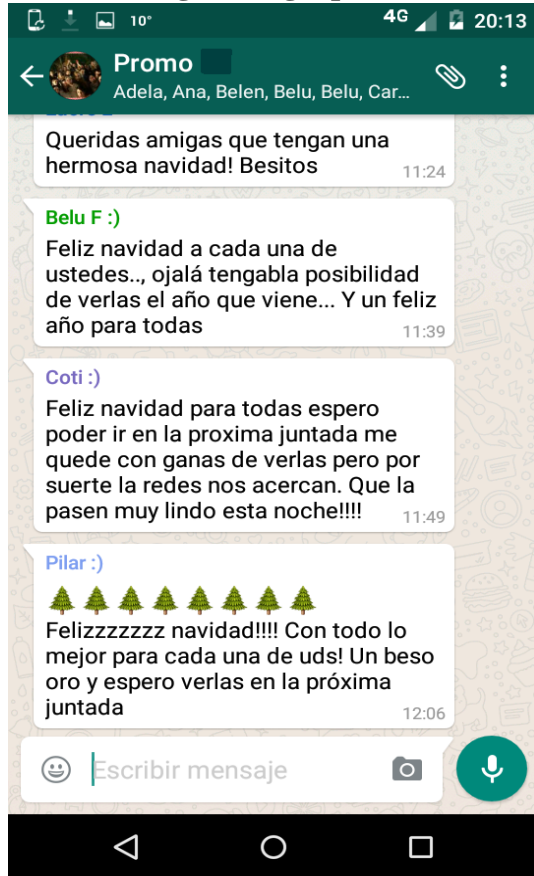 10°
4G
20:13
Promo
Adela, Ana, Belen, Belu, Belu, Car...
Queridas amigas que tengan una
hermosa navidad! Besitos
11:24
Belu F :)
Feliz navidad a cada una de
ustedes.., ojalá tengabla posibilidad
de verlas el año que viene... Y un feliz
año para todas
11:39
Coti :)
Feliz navidad para todas espero
poder ir en la proxima juntada me
quede con ganas de verlas pero por
suerte la redes nos acercan. Que la
pasen muy lindo esta noche!!!!
11:49
Pilar :)
🌲🌲🌲🌲🌲🌲🌲🌲
Felizzzzzzz navidad!!!! Con todo lo
mejor para cada una de uds! Un beso
oro y espero verlas en la próxima
juntada
12:06
Escribir mensaje